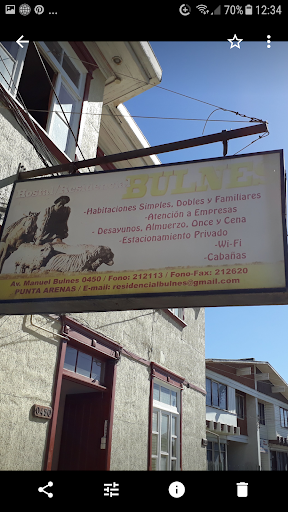 70% 12:34
BULNES
-Habitaciones Simples, Dobles y Familiares
-Atención a Empresas
- Desayunos, Almuerzo, Once y Cena
-Estacionamiento Privado
-Wi-Fi
- Cabañas
Av. Manuel Bulnes 0450 / Fono: 212113 / Fono-Fax: 212620
PUNTA ARENAS / E-mail: residencialbulnes@gmail.com
0450